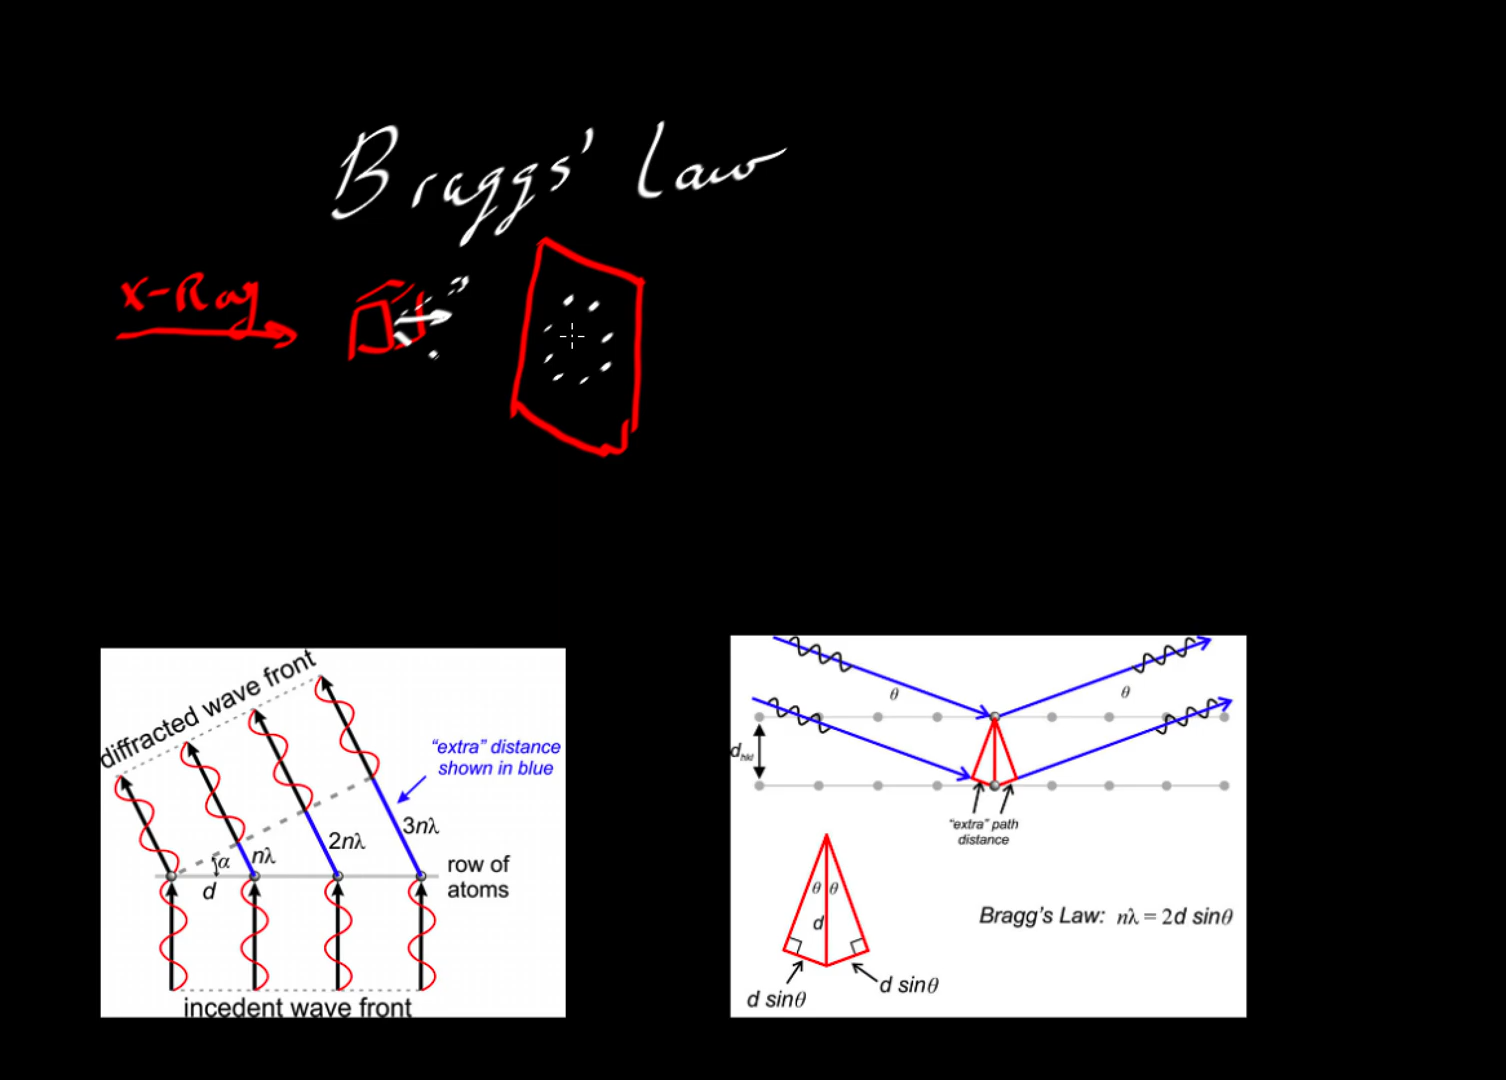 Braggs' Law
X-Ray
diffracted wave front
"extra" distance
shown in blue
3nλ
2nλ
nλ
α
d
row of
atoms
incedent wave front
θ
θ
dhkl
"extra" path
distance
θ θ
d
Bragg's Law: nλ = 2d sinθ
d sinθ
d sinθ